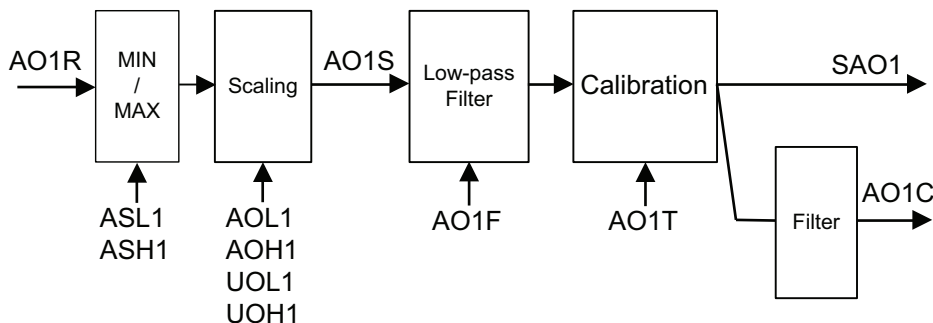 AO1R
MIN
/
MAX
Scaling
AO1S
Low-pass
Filter
Calibration
SAO1
ASL1
ASH1
AOL1
AOH1
UOL1
UOH1
AO1F
AO1T
Filter
AO1C